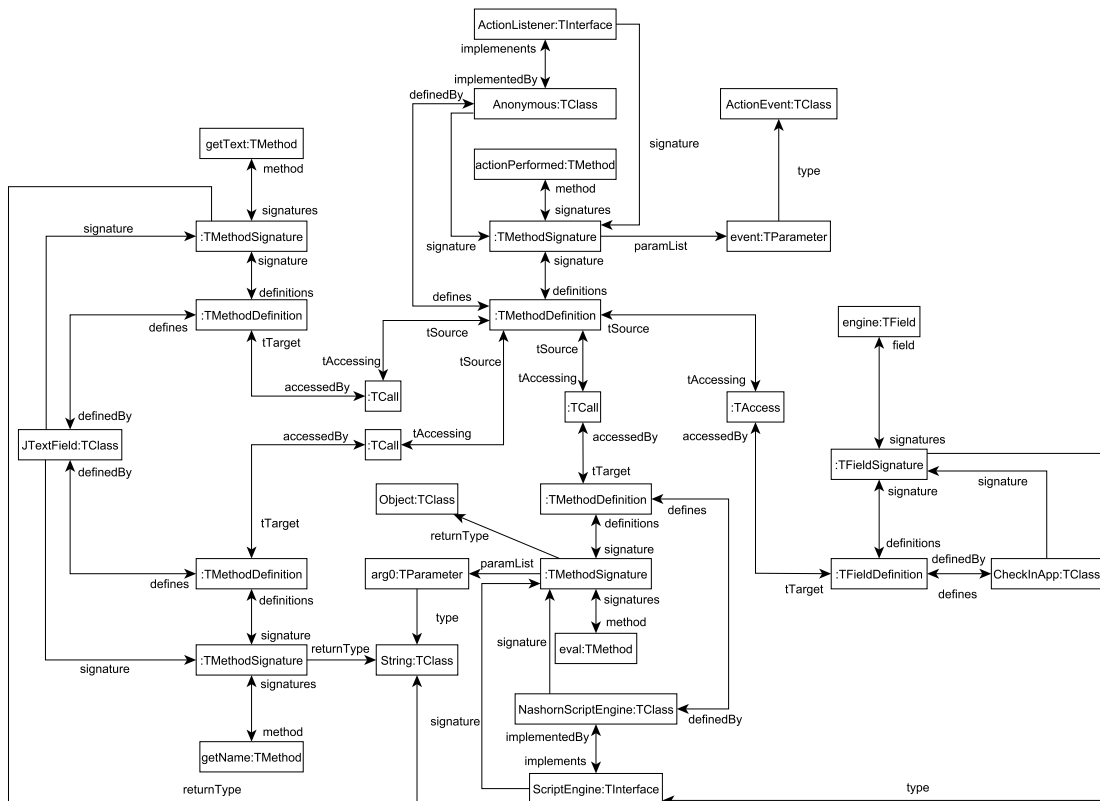 ActionListener:TInterface
implemenents
implementedBy
definedBy
Anonymous:TClass
ActionEvent:TClass
getText:TMethod
method
signature
actionPerformed:TMethod
type
method
signatures
signatures
signature
:TMethodSignature
signature
:TMethodSignature
paramList
event:TParameter
signature
signature
definitions
defines
definitions
:TMethodDefinition
:TMethodDefinition
engine:TField
defines
tSource
tSource
field
tTarget
tSource
tAccessing
tSource
tAccessing
tAccessing
accessedBy
:TCall
:TCall
:TAccess
definedBy
accessedBy
tAccessing
accessedBy
accessedBy
signatures
JTextField:TClass
:TCall
definedBy
tTarget
:TFieldSignature
signature
signature
Object:TClass
:TMethodDefinition
defines
tTarget
definitions
returnType
definitions
signature
definedBy
paramList
:TMethodDefinition
arg0:TParameter
:TMethodSignature
:TFieldDefinition
CheckInApp:TClass
defines
tTarget
defines
definitions
signatures
type
method
signature
signature
returnType
eval:TMethod
:TMethodSignature
String:TClass
signature
signatures
NashornScriptEngine:TClass
signature
definedBy
method
implementedBy
getName:TMethod
implements
returnType
ScriptEngine:TInterface
type